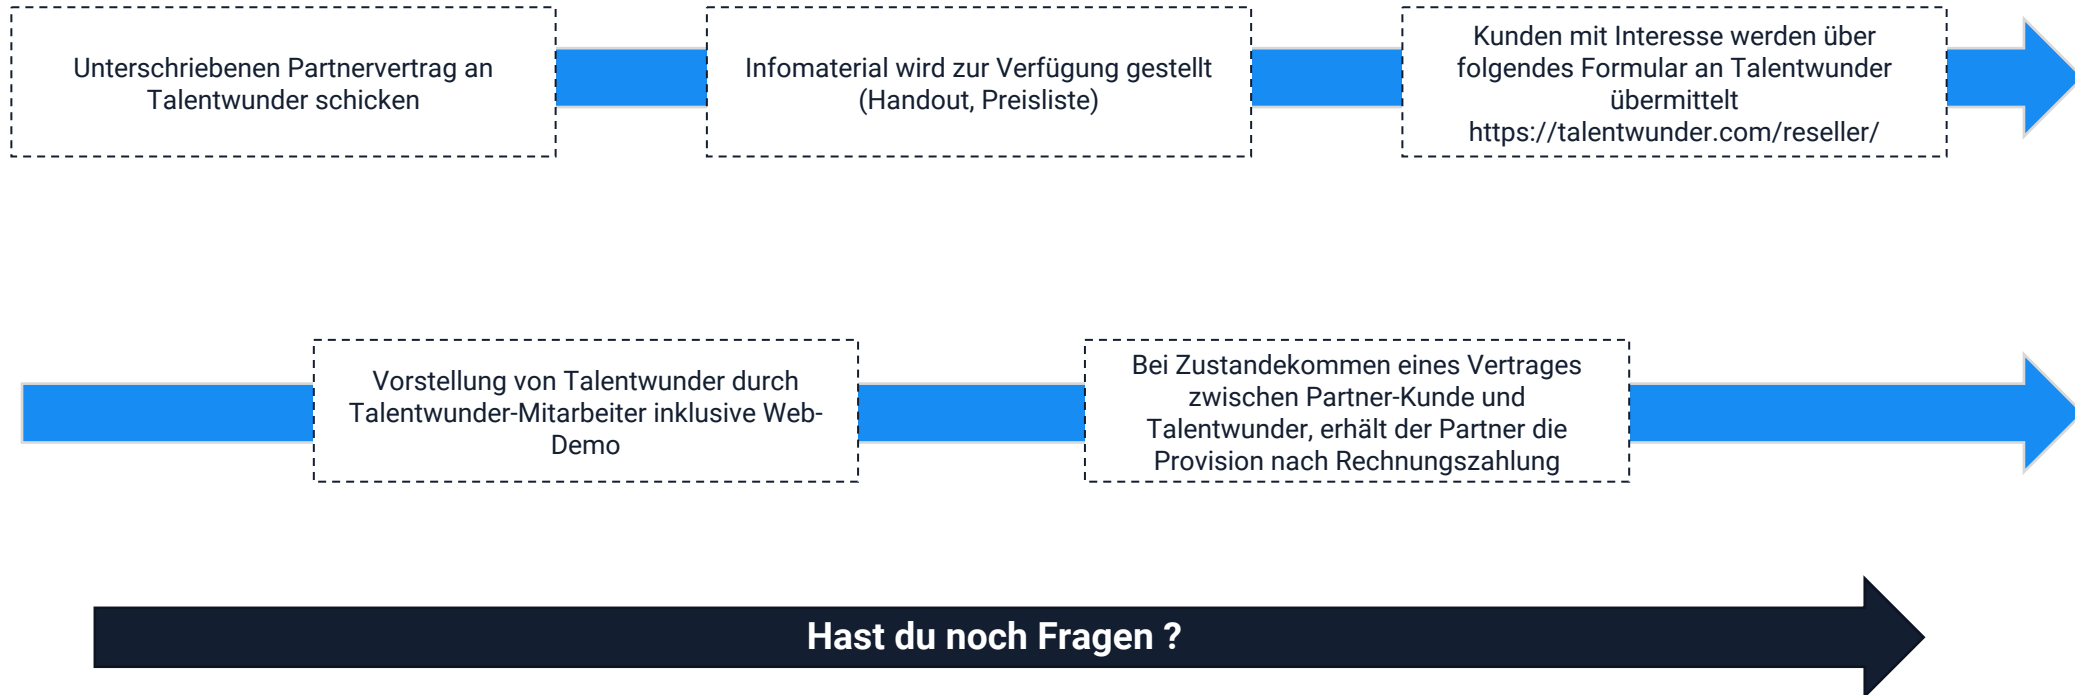 Unterschriebenen Partnervertrag an
Talentwunder schicken
Infomaterial wird zur Verfügung gestellt
(Handout, Preisliste)
Kunden mit Interesse werden über
folgendes Formular an Talentwunder
übermittelt
https://talentwunder.com/reseller/
Vorstellung von Talentwunder durch
Talentwunder-Mitarbeiter inklusive Web-
Demo
Bei Zustandekommen eines Vertrages
zwischen Partner-Kunde und
Talentwunder, erhält der Partner die
Provision nach Rechnungszahlung
Hast du noch Fragen ?